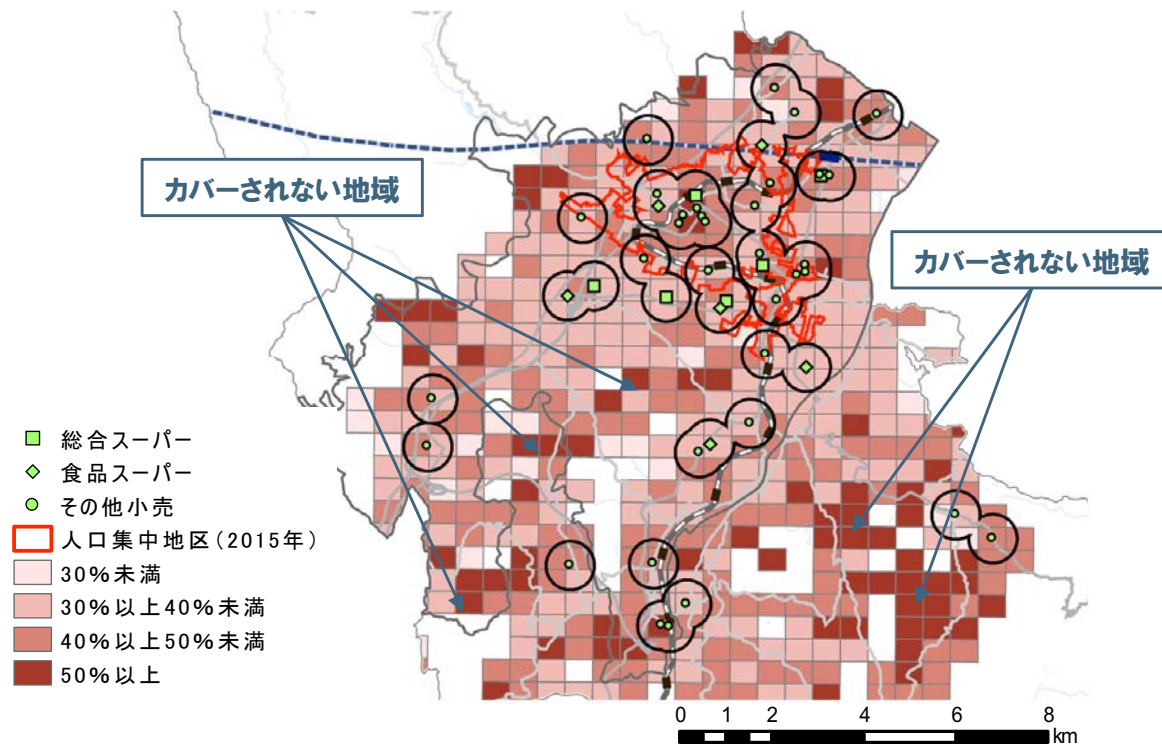 カバーされない地域
カバーされない地域
総合スーパー
食品スーパー
その他小売
人口集中地区（2015年）
30%未満
30%以上40%未満
40%以上50%未満
50%以上
0 1 2 4 6 8
km